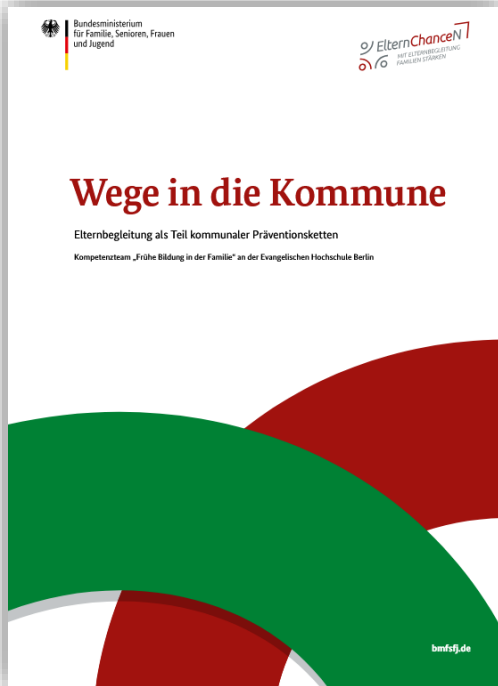 Bundesministerium
für Familie, Senioren, Frauen
und Jugend
ElternChanceN
MIT ELTERNBEGLEITUNG
FAMILIEN STÄRKEN
Wege in die Kommune
Elternbegleitung als Teil kommunaler Präventionsketten
Kompetenzteam „Frühe Bildung in der Familie“ an der Evangelischen Hochschule Berlin
bmfsfj.de